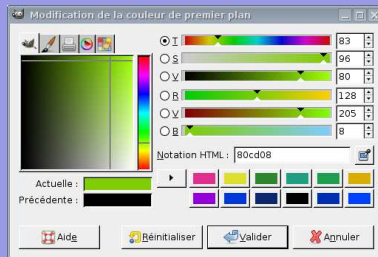 Modification de la couleur de premier plan
T 83
S 96
V 80
R 128
V 205
B 8
Notation HTML : 80cd08
Actuelle :
Précédente :
Aide Réinitialiser Valider Annuler